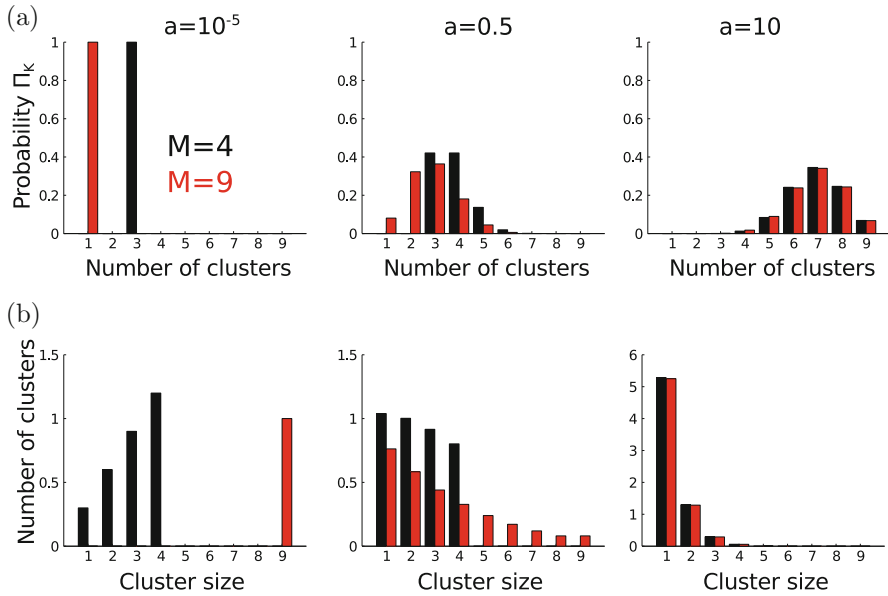 (a)
a=10⁻⁵
a=0.5
a=10
Probability Πₖ
1
0.8
0.6
0.4
0.2
0
1 2 3 4 5 6 7 8 9
Number of clusters
M=4
M=9
1
0.8
0.6
0.4
0.2
0
1 2 3 4 5 6 7 8 9
Number of clusters
1
0.8
0.6
0.4
0.2
0
1 2 3 4 5 6 7 8 9
Number of clusters
(b)
Number of clusters
1.5
1
0.5
0
1 2 3 4 5 6 7 8 9
Cluster size
1.5
1
0.5
0
1 2 3 4 5 6 7 8 9
Cluster size
6
5
4
3
2
1
0
1 2 3 4 5 6 7 8 9
Cluster size